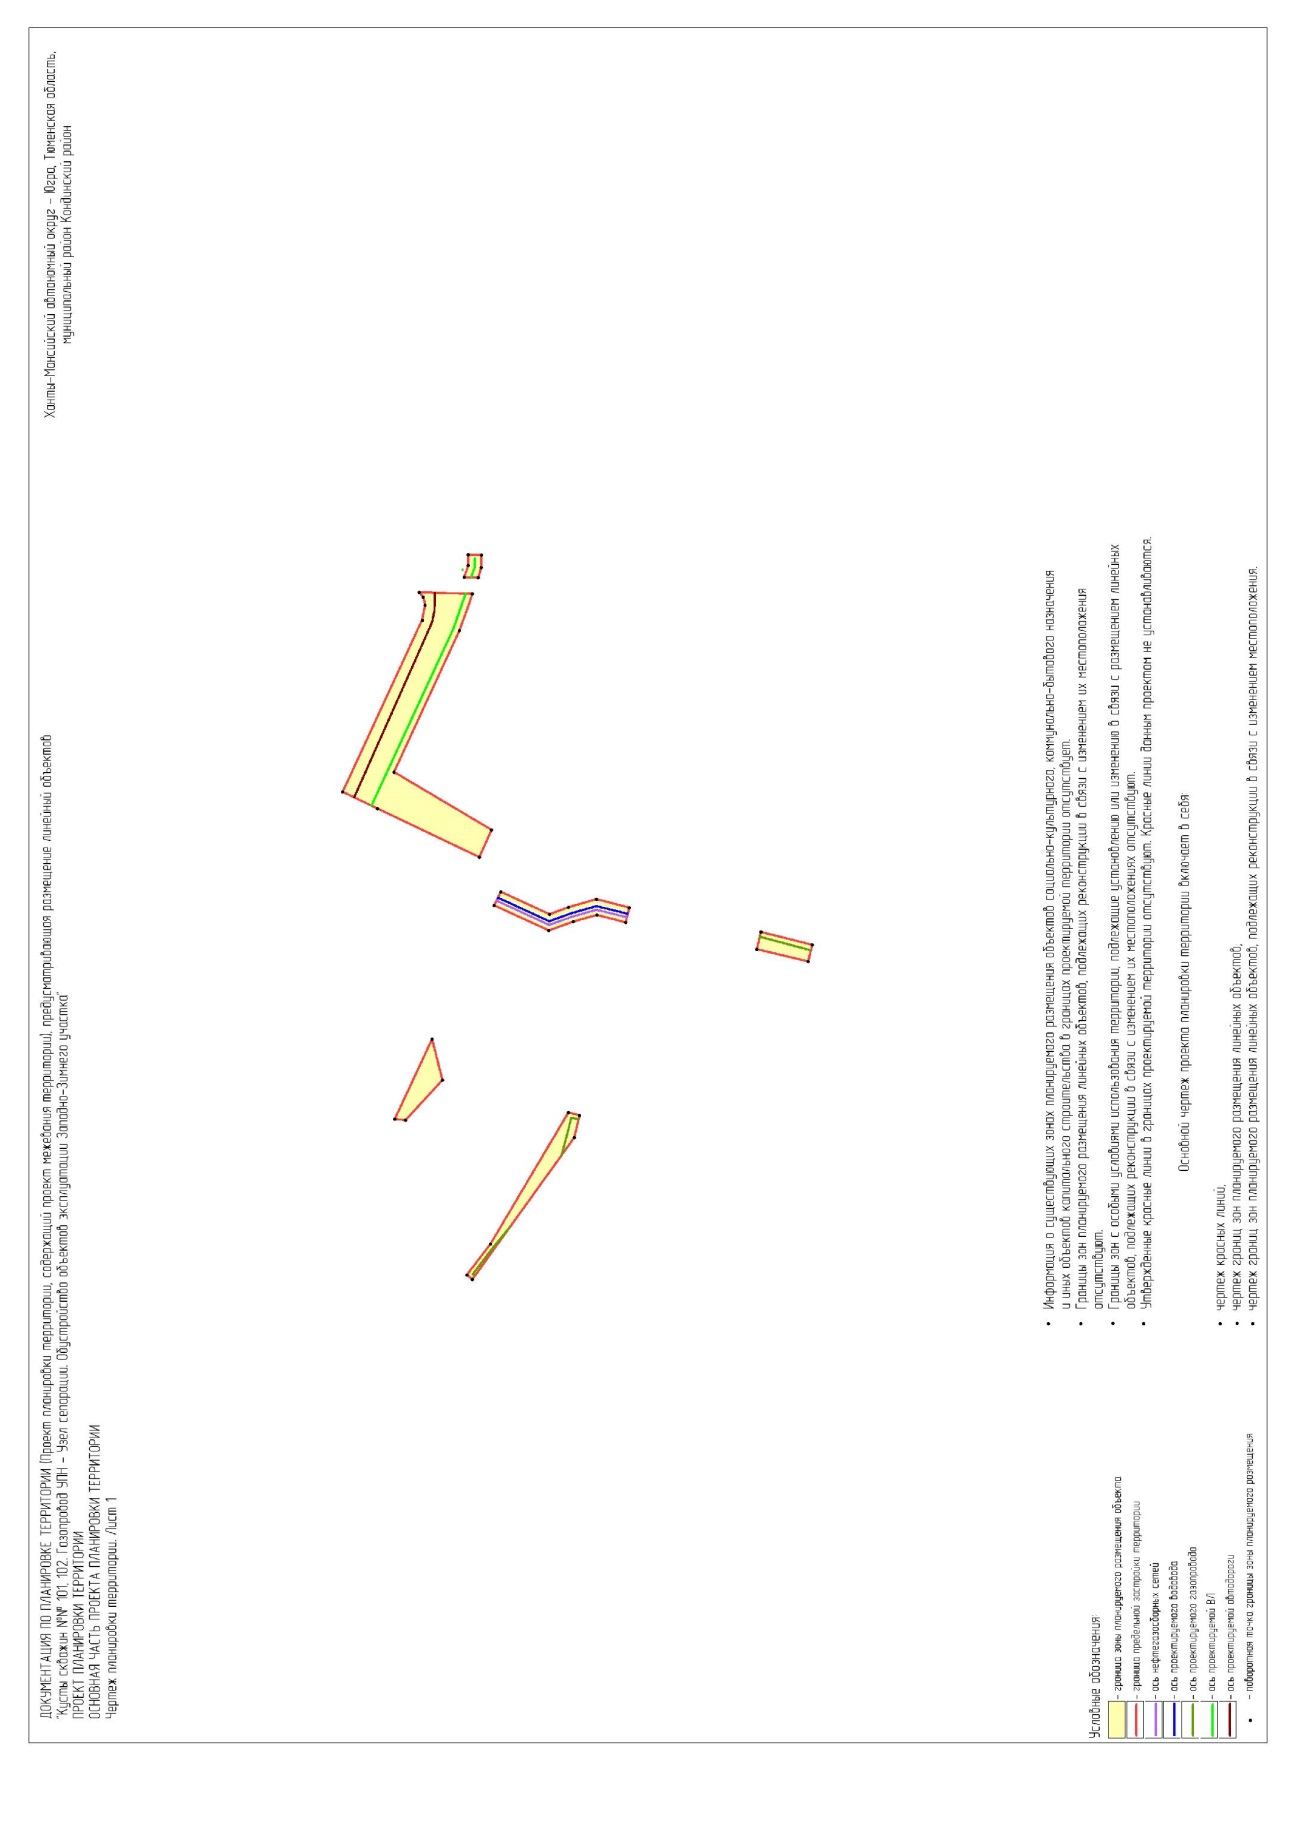 ДОКУМЕНТАЦИЯ ПО ПЛАНИРОВКЕ ТЕРРИТОРИИ (Проект планировки территории, содержащий проект межевания территории), предусматривающая размещение линейный объектов
"Кусты скважин №№ 101, 102. Газопровод УПН - Узел сепарации. Обустройство объектов эксплуатации Западно-Зимнего участка"
ПРОЕКТ ПЛАНИРОВКИ ТЕРРИТОРИИ
ОСНОВНАЯ ЧАСТЬ ПРОЕКТА ПЛАНИРОВКИ ТЕРРИТОРИИ
Чертеж планировки территории. Лист 1
Ханты-Мансийский автономный округ - Югра, Тюменская область,
муниципальный район Кондинский район
Условные обозначения:
- граница зоны планируемого размещения объекта
- граница предельной застройки территории
- ось нефтегазосборных сетей
- ось проектируемого водовода
- ось проектируемого газопровода
- ось проектируемой ВЛ
- ось проектируемой автодороги
- поворотная точка границы зоны планируемого размещения
• Информация о существующих зонах планируемого размещения объектов социально-культурного, коммунально-бытового назначения
и иных объектов капитального строительства в границах проектируемой территории отсутствует.
• Границы зон планируемого размещения линейных объектов, подлежащих реконструкции в связи с изменением их местоположения
отсутствуют.
• Границы зон с особыми условиями использования территории, подлежащие установлению или изменению в связи с размещением линейных
объектов, подлежащих реконструкции в связи с изменением их местоположениях отсутствуют.
• Утвержденные красные линии в границах проектируемой территории отсутствуют. Красные линии данным проектом не устанавливаются.
Основной чертеж проекта планировки территории включает в себя:
• чертеж красных линий;
• чертеж границ зон планируемого размещения линейных объектов;
• чертеж границ зон планируемого размещения линейных объектов, подлежащих реконструкции в связи с изменением местоположения.